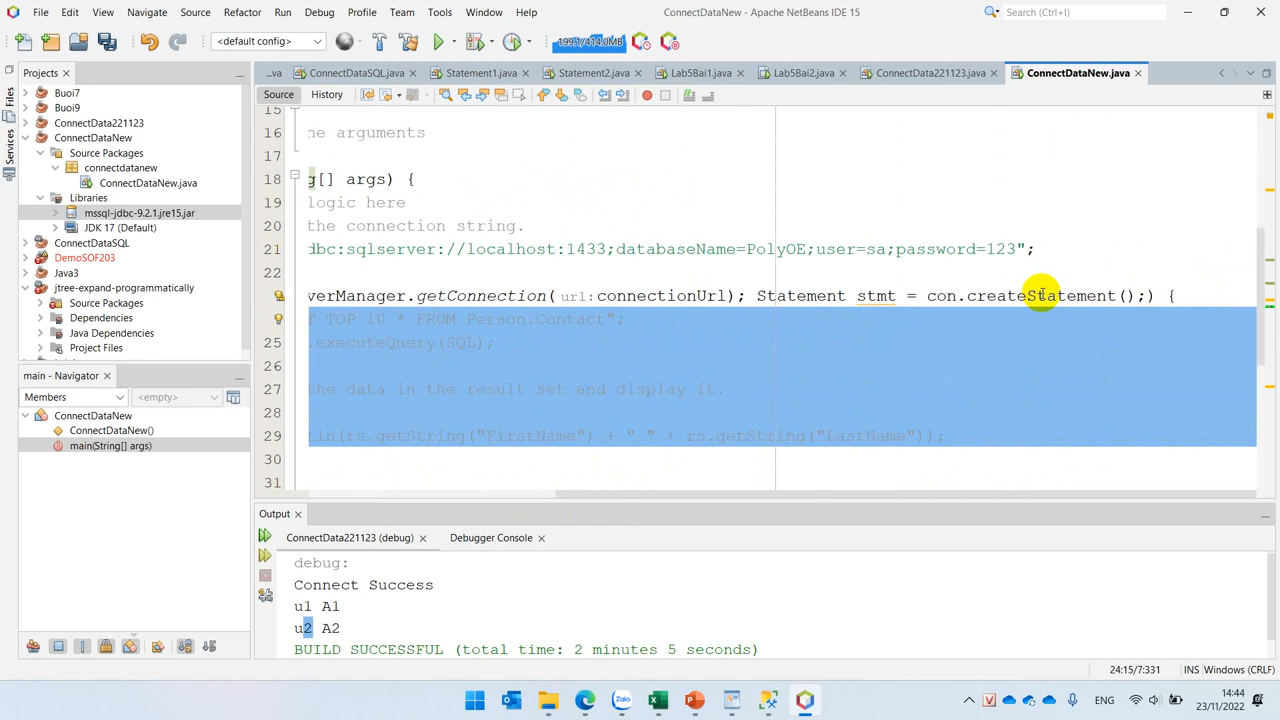 File Edit View Navigate Source Refactor Run Debug Profile Team Tools Window Help ConnectDataNew - Apache NetBeans IDE 15 Search (Ctrl+I)
<default config> 199.1/414.0MB
Projects
Buoi7
Buoi9
ConnectData221123
ConnectDataNew
Source Packages
connectdatanew
ConnectDataNew.java
Libraries
mssql-jdbc-9.2.1.jre15.jar
JDK 17 (Default)
ConnectDataSQL
DemoSOF203
Java3
jtree-expand-programmatically
Source Packages
Dependencies
Java Dependencies
Project Files
main - Navigator
Members <empty>
ConnectDataNew
ConnectDataNew()
main(String[] args)
Files
Services
...va ConnectDataSQL.java Statement1.java Statement2.java Lab5Bai1.java Lab5Bai2.java ConnectData221123.java ConnectDataNew.java
Source History
15
16 ne arguments
17
18 g[] args) {
19 logic here
20 the connection string.
21 dbc:sqlserver://localhost:1433;databaseName=PolyOE;user=sa;password=123";
22
verManager.getConnection(url:connectionUrl); Statement stmt = con.createStatement();) {
T TOP 10 * FROM Person.Contact";
25 .executeQuery(SQL);
26
27 the data in the result set and display it.
28
29 tln(rs.getString("FirstName") + " " + rs.getString("LastName"));
30
31
Output
ConnectData221123 (debug) Debugger Console
debug:
Connect Success
u1 A1
u2 A2
BUILD SUCCESSFUL (total time: 2 minutes 5 seconds)
24:15/7:331 INS Windows (CRLF)
Zalo ENG 14:44
23/11/2022